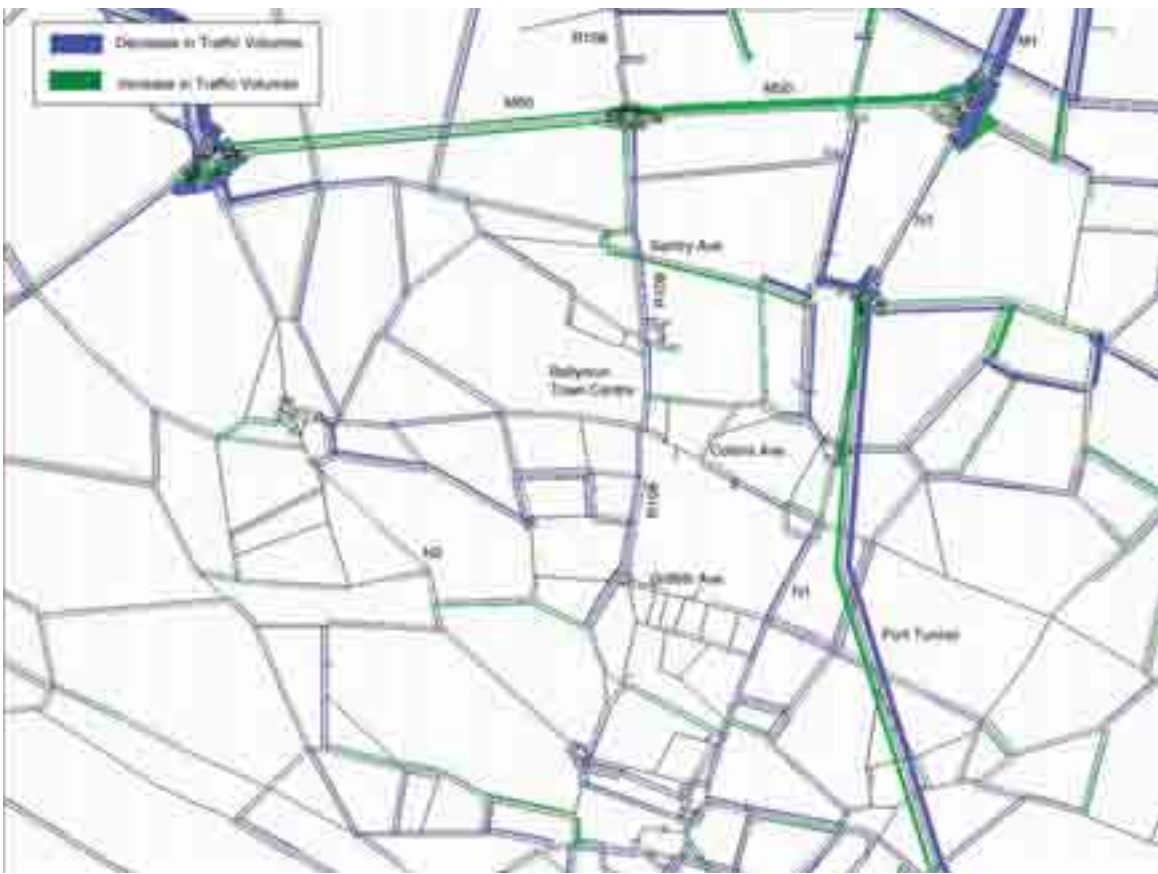 Decrease in Traffic Volumes
Increase in Traffic Volumes
R108
M1
M50
M50
N1
Santry Ave
R108
Ballymun
Town Centre
Collins Ave
R108
N2
Griffith Ave
N1
Port Tunnel